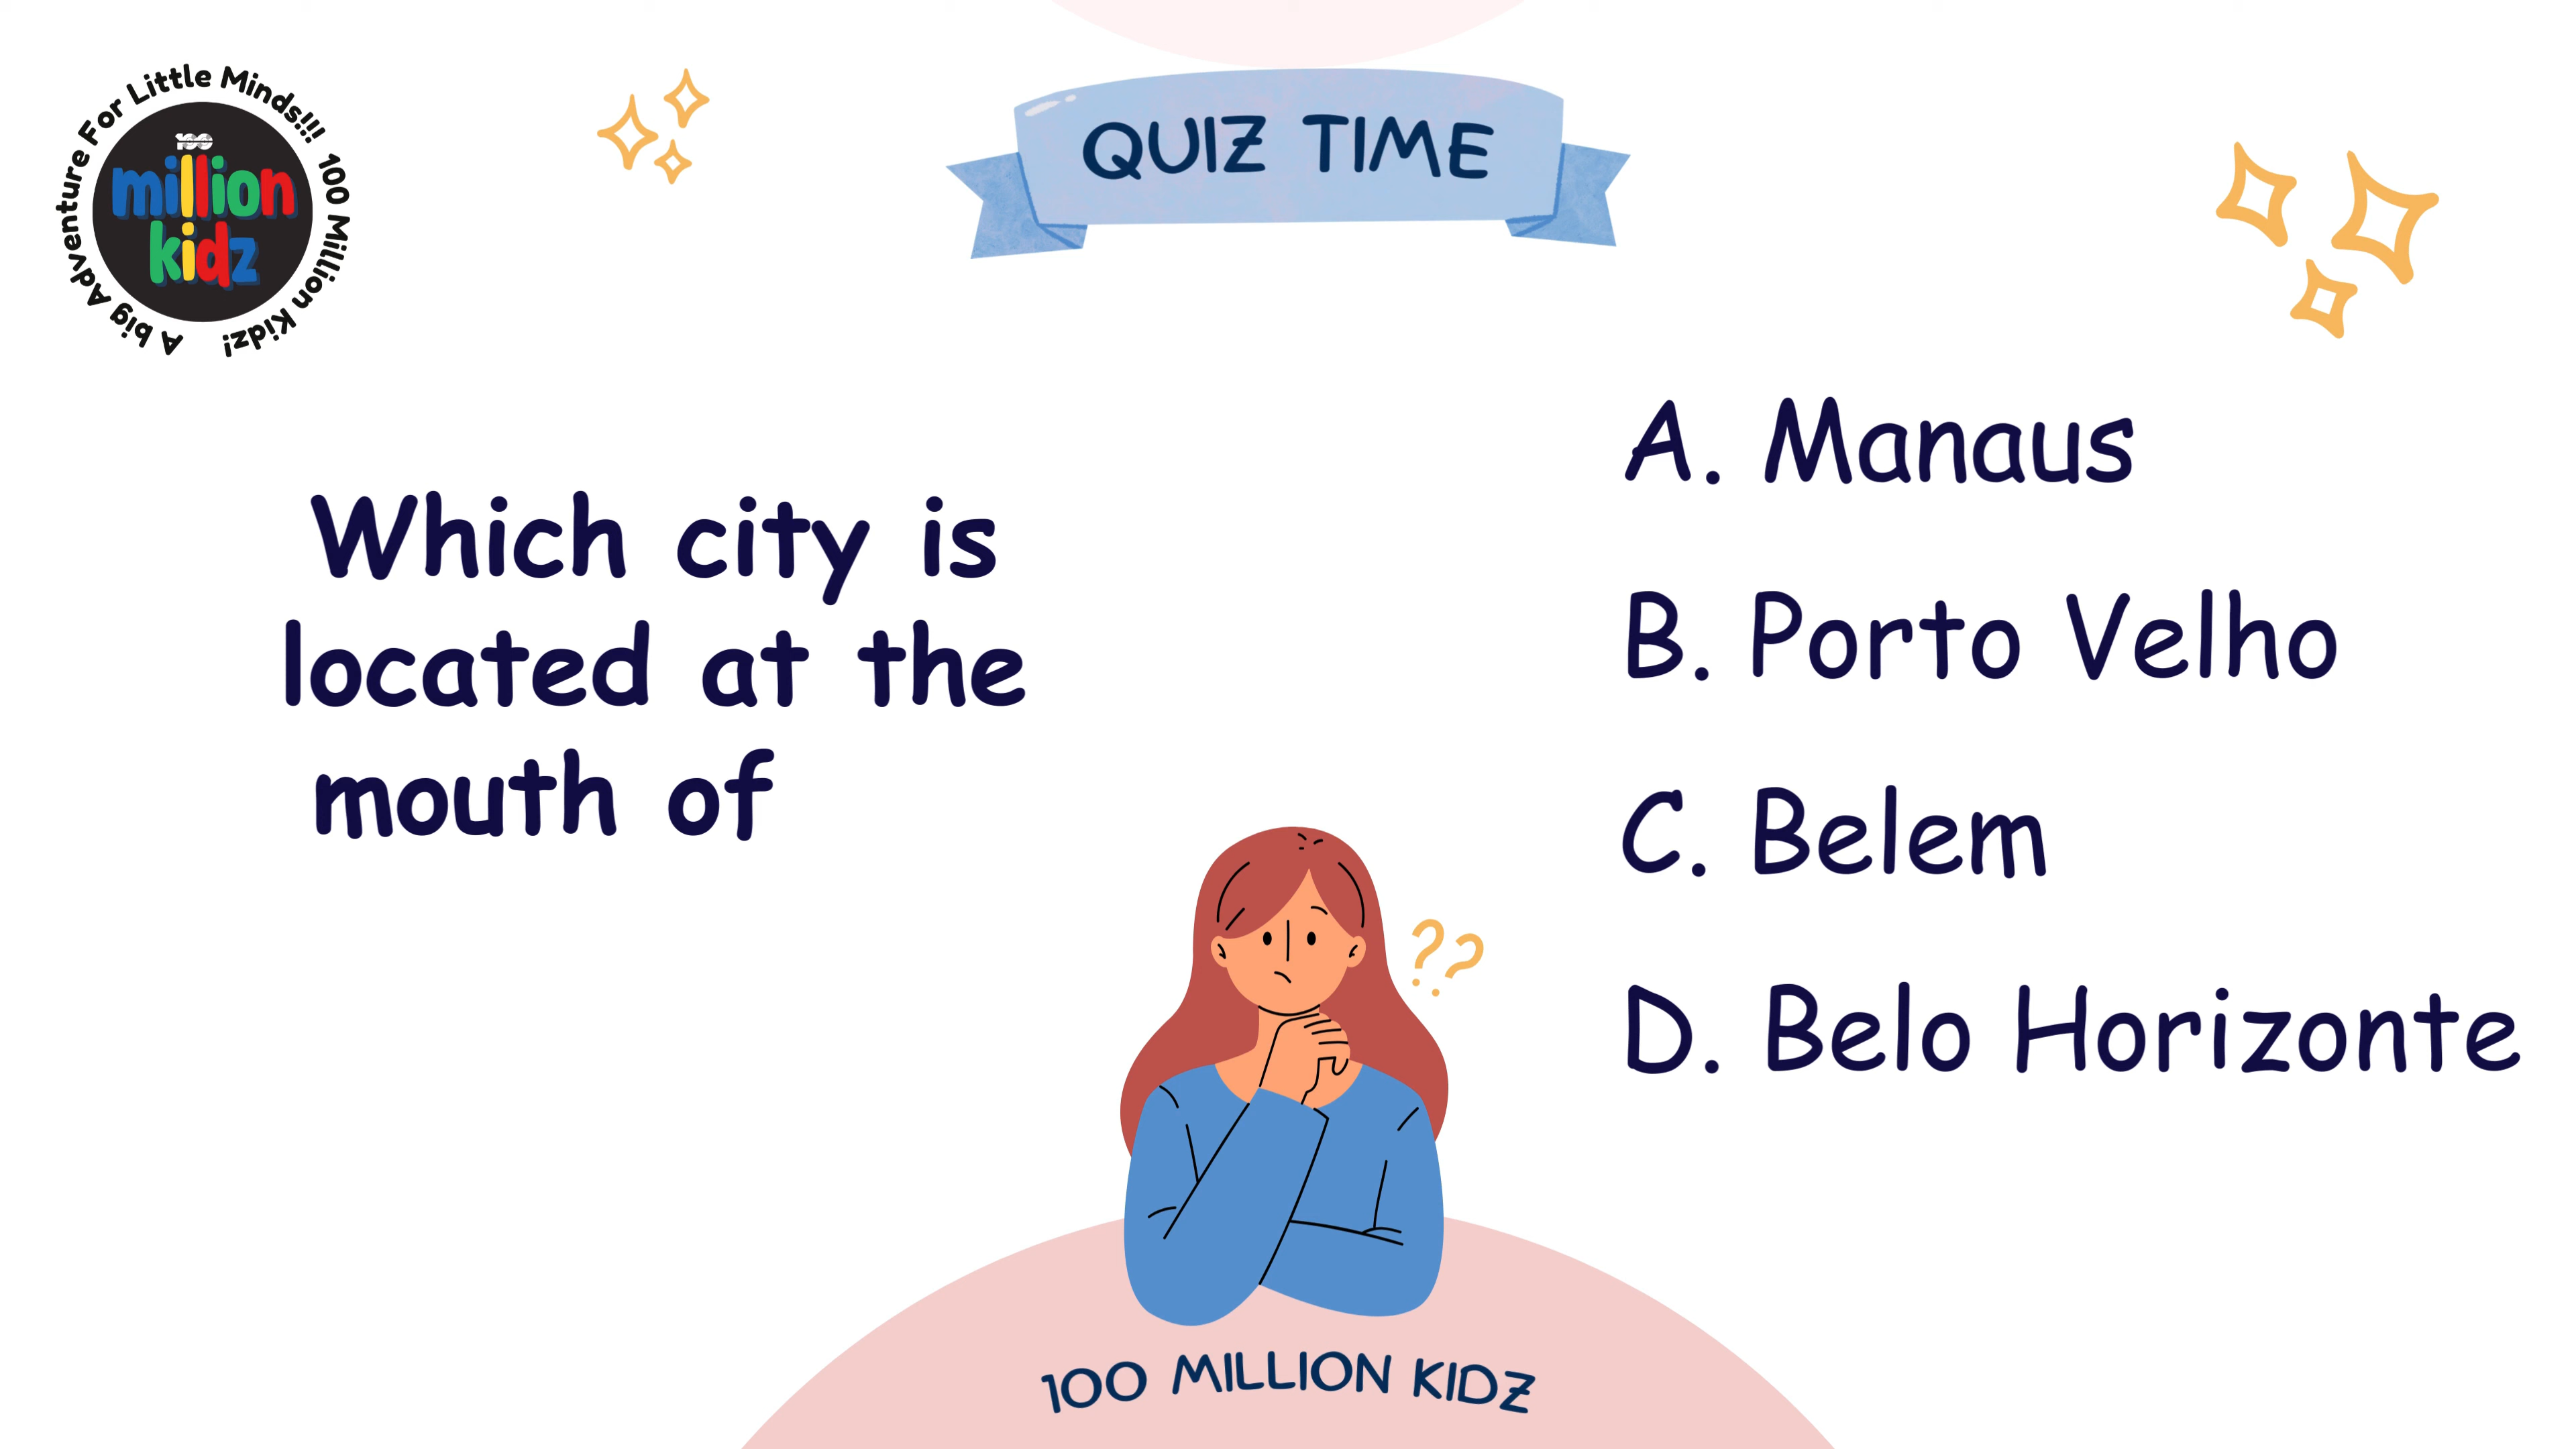 A big Adventure For Little Minds!!! 100 Million Kidz!
100
million
kidz
QUIZ TIME
Which city is
located at the
mouth of
A. Manaus
B. Porto Velho
C. Belem
D. Belo Horizonte
??
100 MILLION KIDZ